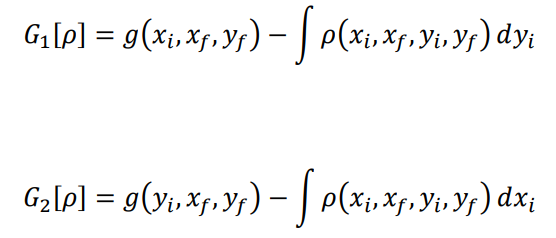 G₁[ρ] = g(xᵢ, x_f, y_f) − ∫ ρ(xᵢ, x_f, yᵢ, y_f) dyᵢ
G₂[ρ] = g(yᵢ, x_f, y_f) − ∫ ρ(xᵢ, x_f, yᵢ, y_f) dxᵢ